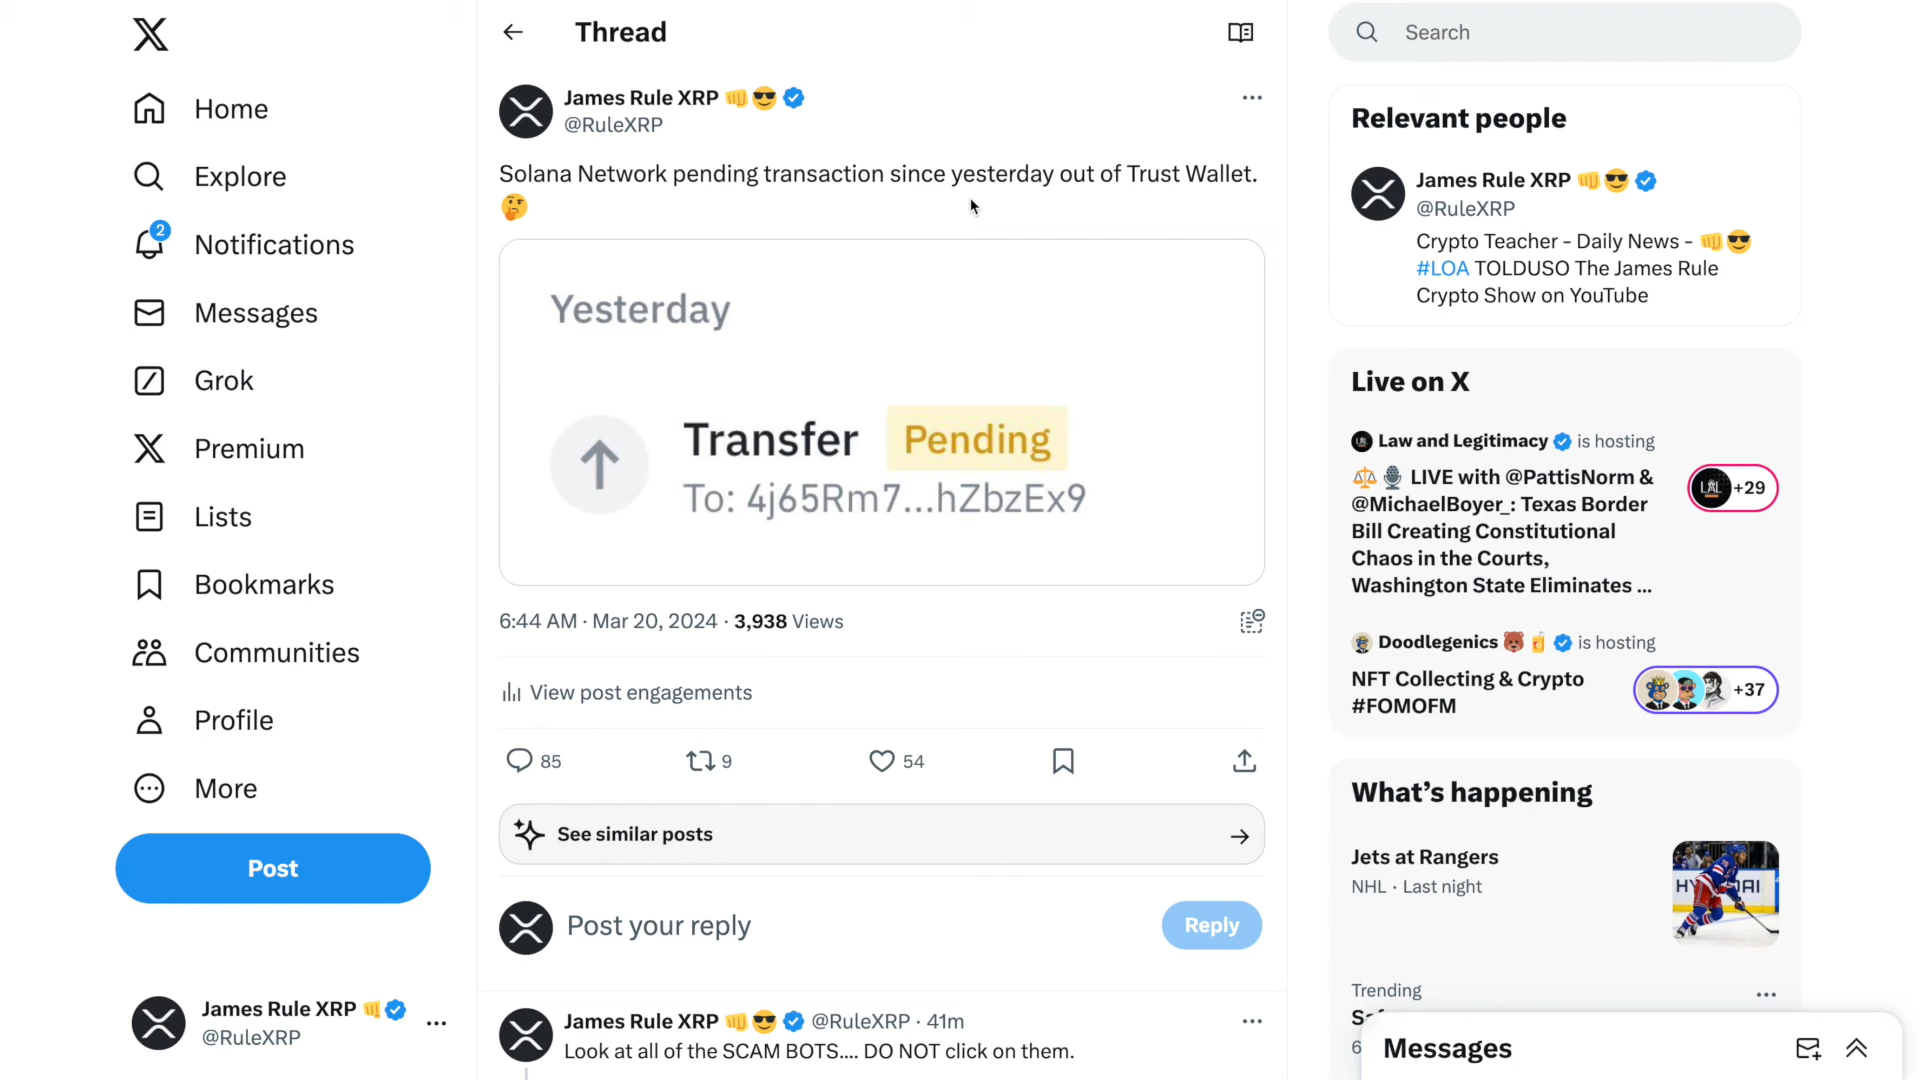 Home
Explore
2
Notifications
Messages
Grok
Premium
Lists
Bookmarks
Communities
Profile
More
Post
James Rule XRP 👊
@RuleXRP
Thread
James Rule XRP 👊😎
@RuleXRP
Solana Network pending transaction since yesterday out of Trust Wallet.
🤔
Yesterday
Transfer Pending
To: 4j65Rm7...hZbzEx9
6:44 AM · Mar 20, 2024 · 3,938 Views
View post engagements
85 9 54
See similar posts
Post your reply
Reply
James Rule XRP 👊😎 @RuleXRP · 41m
Look at all of the SCAM BOTS.... DO NOT click on them.
Search
Relevant people
James Rule XRP 👊😎
@RuleXRP
Crypto Teacher - Daily News - 👊😎
#LOA TOLDUSO The James Rule
Crypto Show on YouTube
Live on X
Law and Legitimacy is hosting
⚖️🎙️ LIVE with @PattisNorm &
@MichaelBoyer_: Texas Border
Bill Creating Constitutional
Chaos in the Courts,
Washington State Eliminates ...
LAL +29
Doodlegenics 🐻🍺 is hosting
NFT Collecting & Crypto
#FOMOFM
+37
What's happening
Jets at Rangers
NHL · Last night
Trending
Messages